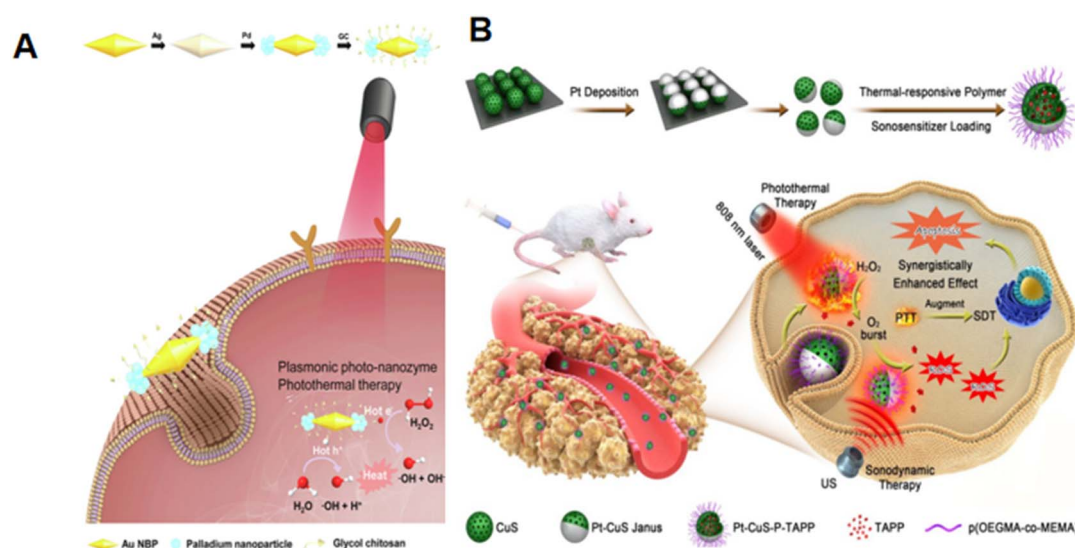 A
Ag
Pd
GC
Plasmonic photo-nanozyme
Photothermal therapy
Hot e⁻
H₂O₂
Hot h⁺
Heat
·OH + OH⁻
H₂O
·OH + H⁺
Au NBP
Palladium nanoparticle
Glycol chitosan
B
Pt Deposition
Thermal-responsive Polymer
Sonosensitizer Loading
Photothermal
Therapy
808 nm laser
H₂O₂
Apoptosis
Synergistically
Enhanced Effect
O₂
burst
PTT
Augment
SDT
US
Sonodynamic
Therapy
CuS
Pt-CuS Janus
Pt-CuS-P-TAPP
TAPP
p(OEGMA-co-MEMA)